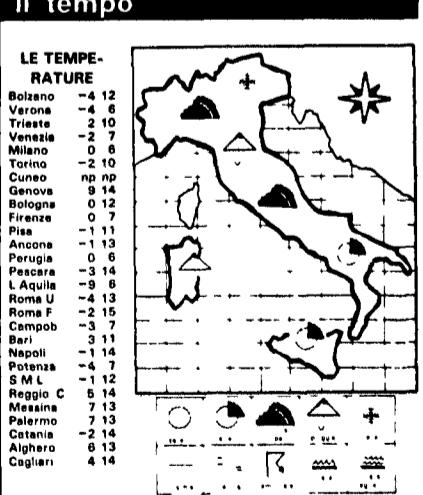 Il tempo
LE TEMPE-
RATURE
Bolzano -4 12
Verona -4 6
Trieste 2 10
Venezia -2 7
Milano 0 6
Torino -2 10
Cuneo np np
Genova 9 14
Bologna 0 12
Firenze 0 7
Pisa -1 11
Ancona -1 13
Perugia 0 6
Pescara -3 14
L Aquila -9 6
Roma U -4 13
Roma F -2 15
Campob -3 7
Bari 3 11
Napoli -1 14
Potenza -4 7
S M L -1 12
Reggio C 5 14
Messina 7 13
Palermo 7 13
Catania -2 14
Alghero 6 13
Cagliari 4 14